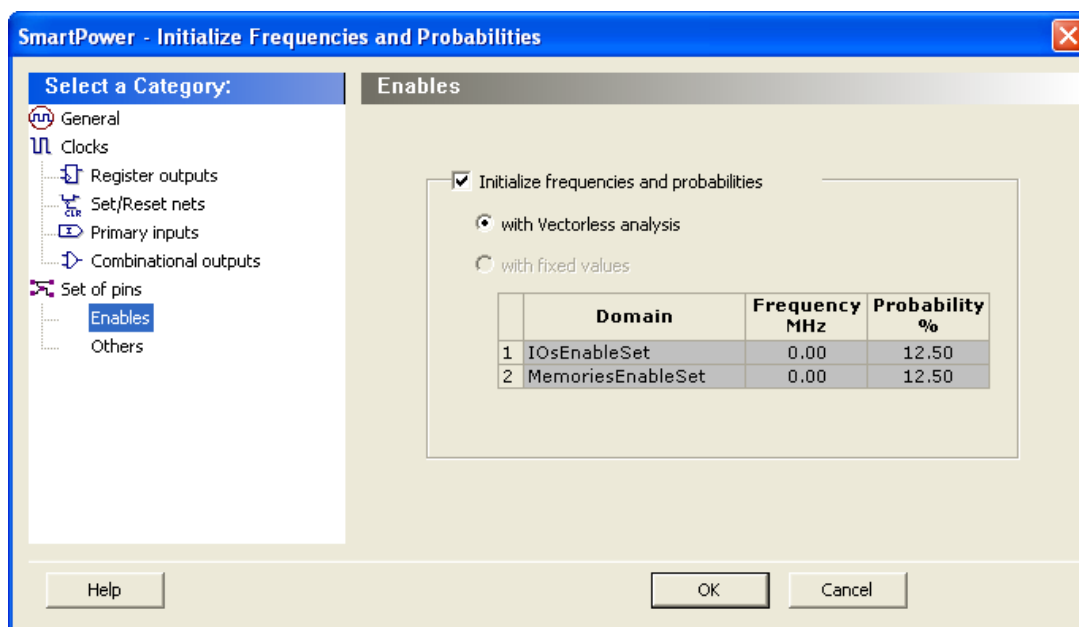 SmartPower - Initialize Frequencies and Probabilities
Select a Category:
General
Clocks
Register outputs
Set/Reset nets
CLR
Primary inputs
Combinational outputs
Set of pins
Enables
Others
Enables
Initialize frequencies and probabilities
with Vectorless analysis
with fixed values
Domain Frequency MHz Probability %
1 IOsEnableSet 0.00 12.50
2 MemoriesEnableSet 0.00 12.50
Help OK Cancel